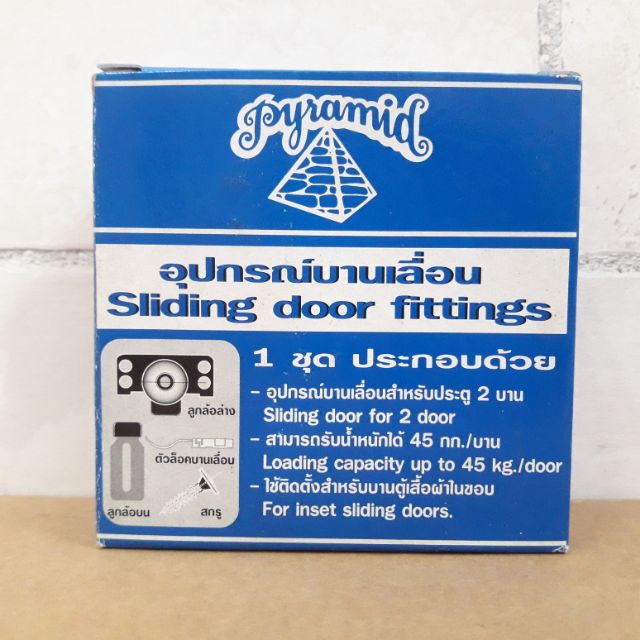 Pyramid
อุปกรณ์บานเลื่อน
Sliding door fittings
1 ชุด ประกอบด้วย
- อุปกรณ์บานเลื่อนสำหรับประตู 2 บาน
Sliding door for 2 door
- สามารถรับน้ำหนักได้ 45 กก./บาน
Loading capacity up to 45 kg./door
- ใช้ติดตั้งสำหรับบานตู้เสื้อผ้าในขอบ
For inset sliding doors.
ลูกล้อล่าง
ตัวล็อคบานเลื่อน
ลูกล้อบน
สกรู